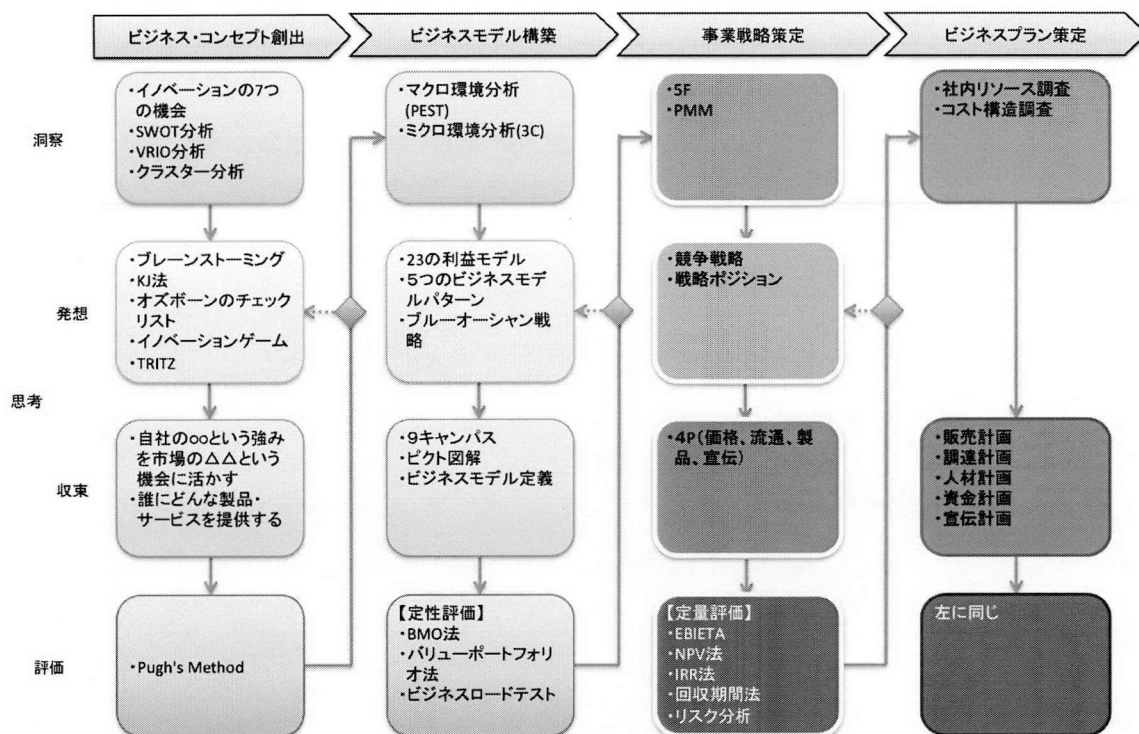 ビジネス・コンセプト創出
ビジネスモデル構築
事業戦略策定
ビジネスプラン策定
洞察
・イノベーションの7つ
の機会
・SWOT分析
・VRIO分析
・クラスター分析
・マクロ環境分析
(PEST)
・ミクロ環境分析(3C)
・5F
・PMM
・社内リソース調査
・コスト構造調査
発想
・ブレーンストーミング
・KJ法
・オズボーンのチェック
リスト
・イノベーションゲーム
・TRITZ
・23の利益モデル
・5つのビジネスモデ
ルパターン
・ブルーオーシャン戦
略
・競争戦略
・戦略ポジション
思考
収束
・自社の○○という強み
を市場の△△という
機会に活かす
・誰にどんな製品・
サービスを提供する
・9キャンパス
・ピクト図解
・ビジネスモデル定義
・4P(価格、流通、製
品、宣伝)
・販売計画
・調達計画
・人材計画
・資金計画
・宣伝計画
評価
・Pugh's Method
【定性評価】
・BMO法
・バリューポートフォリ
オ法
・ビジネスロードテスト
【定量評価】
・EBIETA
・NPV法
・IRR法
・回収期間法
・リスク分析
左に同じ